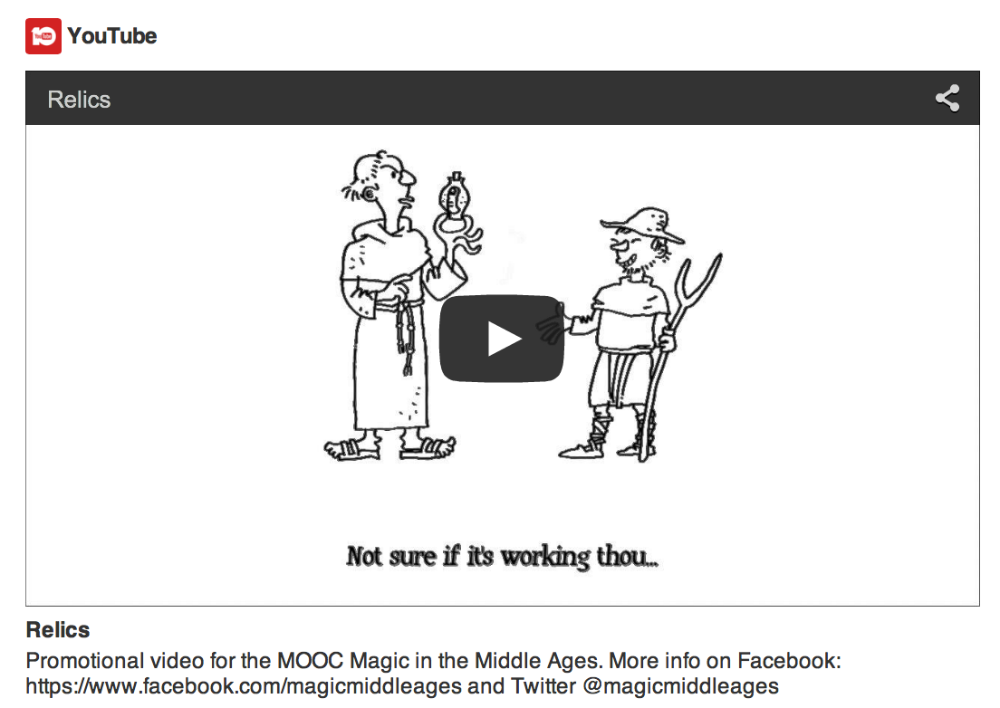 YouTube
Relics
Not sure if it's working thou...
Relics
Promotional video for the MOOC Magic in the Middle Ages. More info on Facebook:
https://www.facebook.com/magicmiddleages and Twitter @magicmiddleages